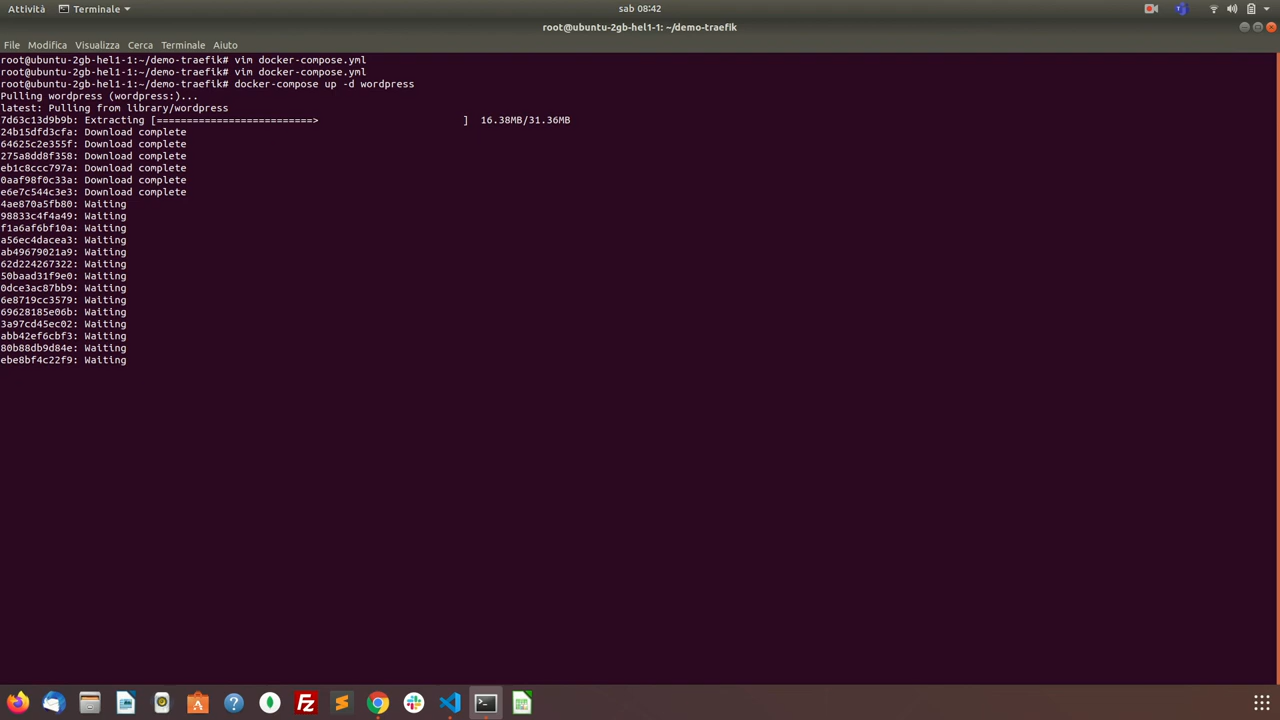 Attività
Terminale
sab 08:42
root@ubuntu-2gb-hel1-1: ~/demo-traefik
File Modifica Visualizza Cerca Terminale Aiuto
root@ubuntu-2gb-hel1-1:~/demo-traefik# vim docker-compose.yml
root@ubuntu-2gb-hel1-1:~/demo-traefik# vim docker-compose.yml
root@ubuntu-2gb-hel1-1:~/demo-traefik# docker-compose up -d wordpress
Pulling wordpress (wordpress:)...
latest: Pulling from library/wordpress
7d63c13d9b9b: Extracting [==========================>                        ]  16.38MB/31.36MB
24b15dfd3cfa: Download complete
64625c2e355f: Download complete
275a8dd8f358: Download complete
eb1c8ccc797a: Download complete
0aaf98f0c33a: Download complete
e6e7c544c3e3: Download complete
4ae870a5fb80: Waiting
98833c4f4a49: Waiting
f1a6af6bf10a: Waiting
a56ec4dacea3: Waiting
ab49679021a9: Waiting
62d224267322: Waiting
50baad31f9e0: Waiting
0dce3ac87bb9: Waiting
6e8719cc3579: Waiting
69628185e06b: Waiting
3a97cd45ec02: Waiting
abb42ef6cbf3: Waiting
80b88db9d84e: Waiting
ebe8bf4c22f9: Waiting